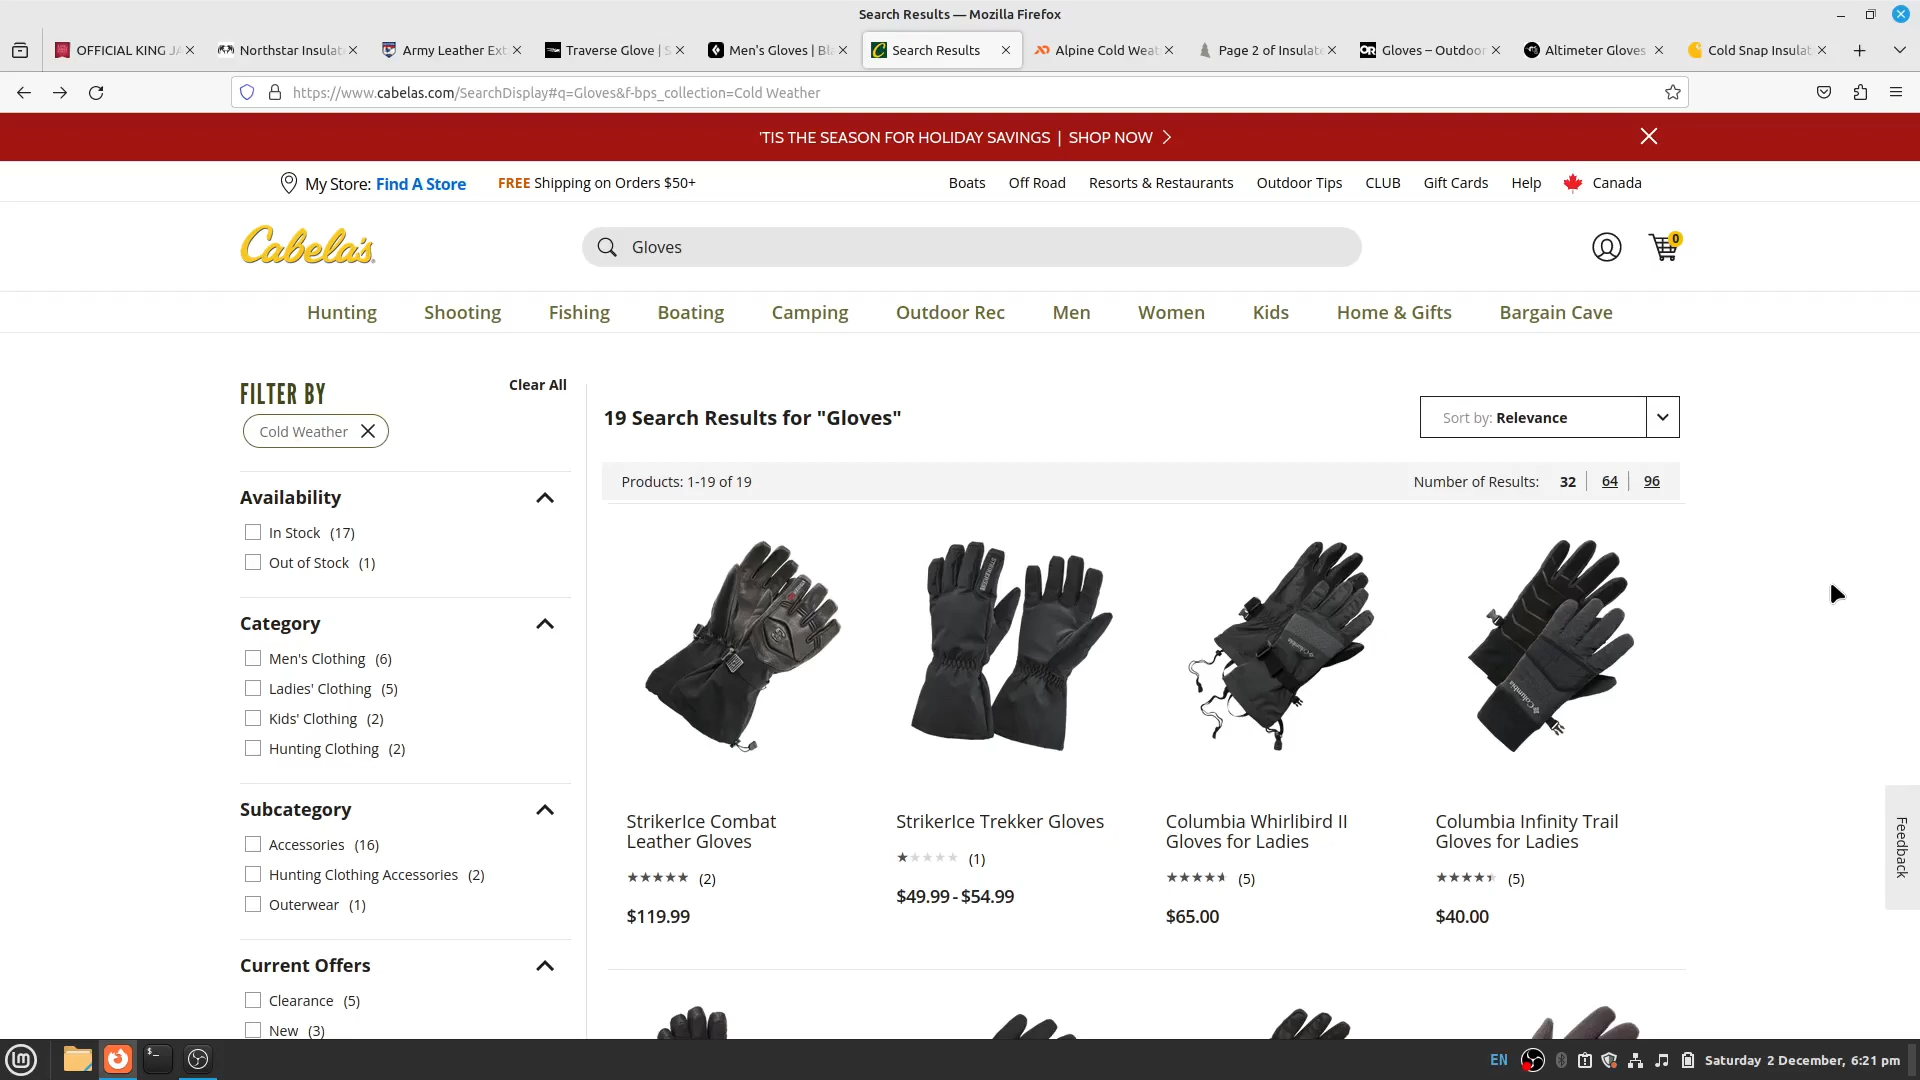 Search Results — Mozilla Firefox
OFFICIAL KING JA
Northstar Insulat
Army Leather Ext
Traverse Glove | S
Men's Gloves | Bla
Search Results
Alpine Cold Weat
Page 2 of Insulat
Gloves – Outdoor
Altimeter Gloves
Cold Snap Insulat
https://www.cabelas.com/SearchDisplay#q=Gloves&f-bps_collection=Cold Weather
'TIS THE SEASON FOR HOLIDAY SAVINGS | SHOP NOW
My Store: Find A Store
FREE Shipping on Orders $50+
Boats
Off Road
Resorts & Restaurants
Outdoor Tips
CLUB
Gift Cards
Help
Canada
Cabela's
Gloves
0
Hunting
Shooting
Fishing
Boating
Camping
Outdoor Rec
Men
Women
Kids
Home & Gifts
Bargain Cave
FILTER BY
Clear All
Cold Weather
Availability
In Stock (17)
Out of Stock (1)
Category
Men's Clothing (6)
Ladies' Clothing (5)
Kids' Clothing (2)
Hunting Clothing (2)
Subcategory
Accessories (16)
Hunting Clothing Accessories (2)
Outerwear (1)
Current Offers
Clearance (5)
New (3)
19 Search Results for "Gloves"
Sort by: Relevance
Products: 1-19 of 19
Number of Results: 32 | 64 | 96
StrikerIce Combat
Leather Gloves
(2)
$119.99
StrikerIce Trekker Gloves
(1)
$49.99 - $54.99
Columbia Whirlibird II
Gloves for Ladies
(5)
$65.00
Columbia Infinity Trail
Gloves for Ladies
(5)
$40.00
Feedback
EN
Saturday 2 December, 6:21 pm